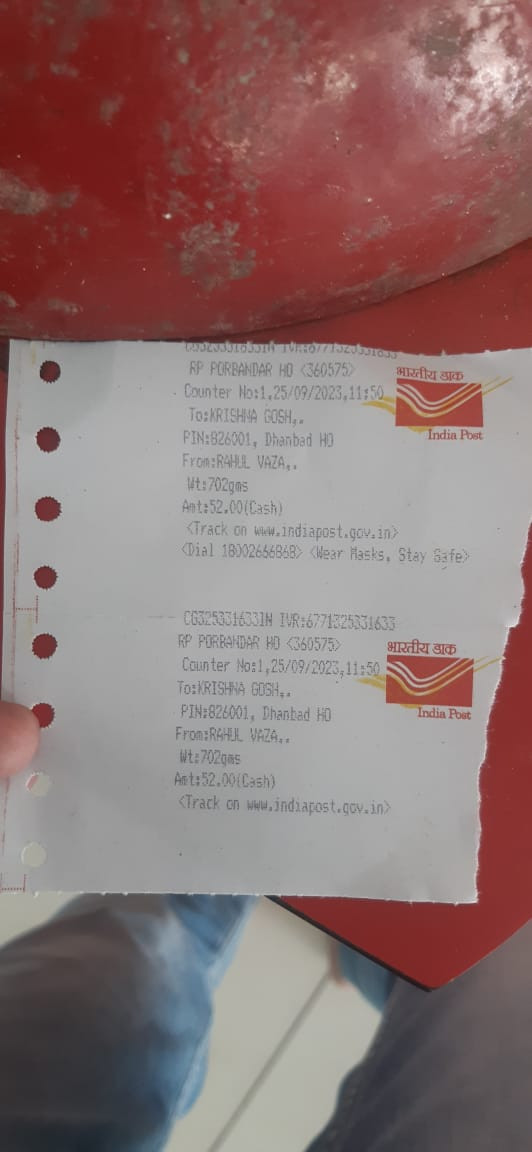 CG325331633IN IVR:6771325331633
RP PORBANDAR HO <360575>
Counter No:1,25/09/2023,11:50
To:KRISHNA GOSH,.
PIN:826001, Dhanbad HO
From:RAHUL VAZA,.
Wt:702gms
Amt:52.00(Cash)
<Track on www.indiapost.gov.in>
<Dial 18002666868> <Wear Masks, Stay Safe>
भारतीय डाक
India Post
CG325331633IN IVR:6771325331633
RP PORBANDAR HO <360575>
Counter No:1,25/09/2023,11:50
To:KRISHNA GOSH,.
PIN:826001, Dhanbad HO
From:RAHUL VAZA,.
Wt:702gms
Amt:52.00(Cash)
<Track on www.indiapost.gov.in>
भारतीय डाक
India Post